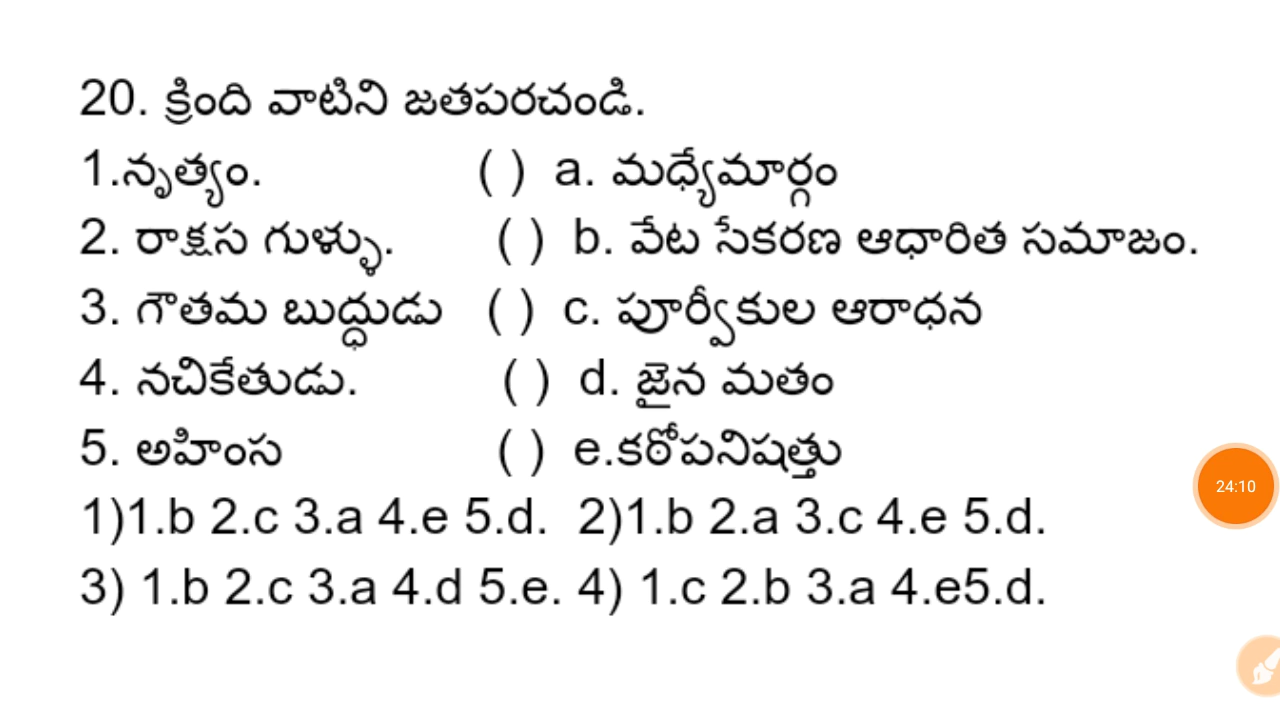 20. క్రింది వాటిని జతపరచండి.
1.నృత్యం. ( ) a. మధ్యేమార్గం
2. రాక్షస గుళ్ళు. ( ) b. వేట సేకరణ ఆధారిత సమాజం.
3. గౌతమ బుద్ధుడు ( ) c. పూర్వీకుల ఆరాధన
4. నచికేతుడు. ( ) d. జైన మతం
5. అహింస ( ) e.కఠోపనిషత్తు
1)1.b 2.c 3.a 4.e 5.d. 2)1.b 2.a 3.c 4.e 5.d.
3) 1.b 2.c 3.a 4.d 5.e. 4) 1.c 2.b 3.a 4.e5.d.
24:10